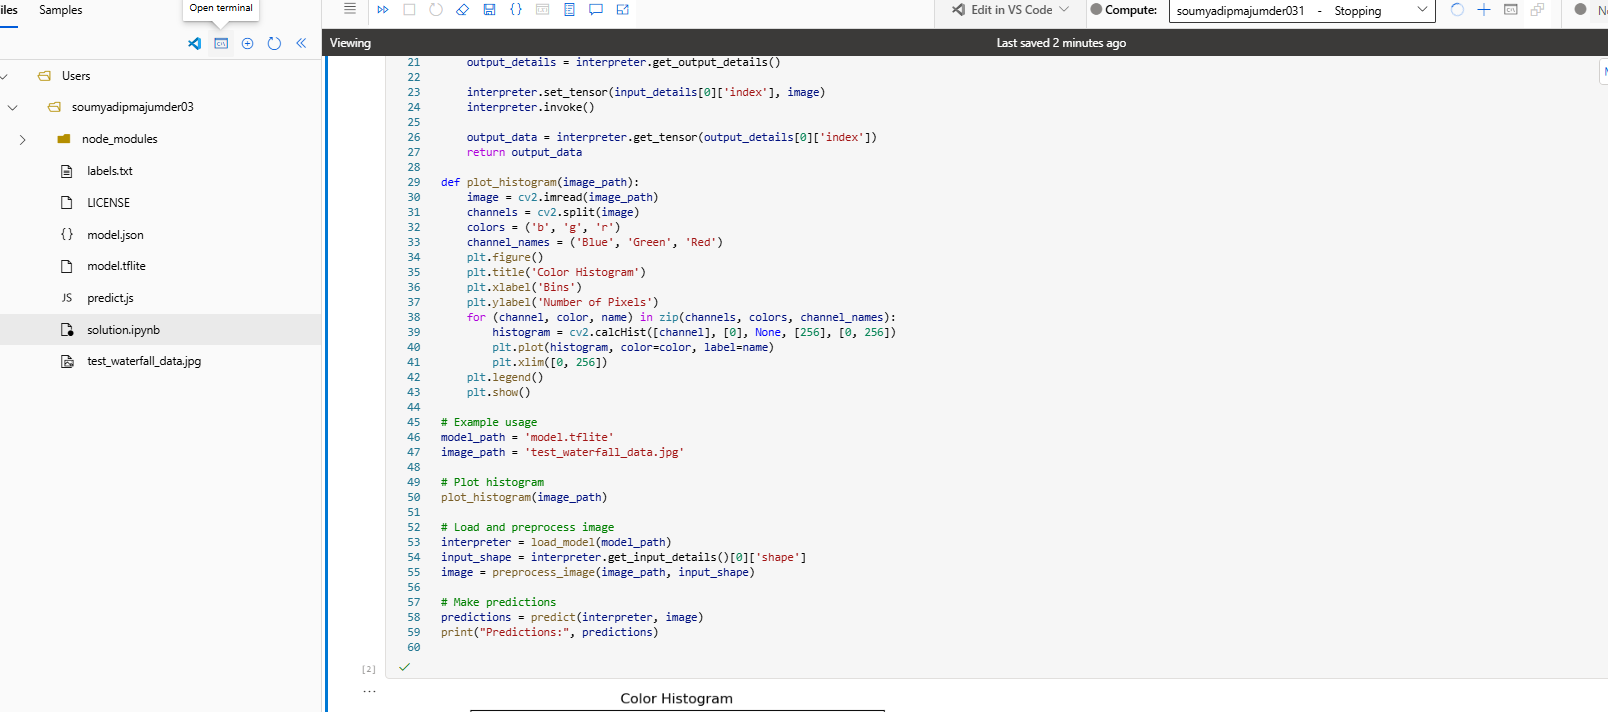 iles
Samples
Open terminal
Edit in VS Code
Compute:
soumyadipmajumder031 - Stopping
Viewing
Last saved 2 minutes ago
Users
soumyadipmajumder03
node_modules
labels.txt
LICENSE
{} model.json
model.tflite
JS predict.js
solution.ipynb
test_waterfall_data.jpg
21 output_details = interpreter.get_output_details()
22
23 interpreter.set_tensor(input_details[0]['index'], image)
24 interpreter.invoke()
25
26 output_data = interpreter.get_tensor(output_details[0]['index'])
27 return output_data
28
29 def plot_histogram(image_path):
30 image = cv2.imread(image_path)
31 channels = cv2.split(image)
32 colors = ('b', 'g', 'r')
33 channel_names = ('Blue', 'Green', 'Red')
34 plt.figure()
35 plt.title('Color Histogram')
36 plt.xlabel('Bins')
37 plt.ylabel('Number of Pixels')
38 for (channel, color, name) in zip(channels, colors, channel_names):
39 histogram = cv2.calcHist([channel], [0], None, [256], [0, 256])
40 plt.plot(histogram, color=color, label=name)
41 plt.xlim([0, 256])
42 plt.legend()
43 plt.show()
44
45 # Example usage
46 model_path = 'model.tflite'
47 image_path = 'test_waterfall_data.jpg'
48
49 # Plot histogram
50 plot_histogram(image_path)
51
52 # Load and preprocess image
53 interpreter = load_model(model_path)
54 input_shape = interpreter.get_input_details()[0]['shape']
55 image = preprocess_image(image_path, input_shape)
56
57 # Make predictions
58 predictions = predict(interpreter, image)
59 print("Predictions:", predictions)
60
[2]
...
Color Histogram